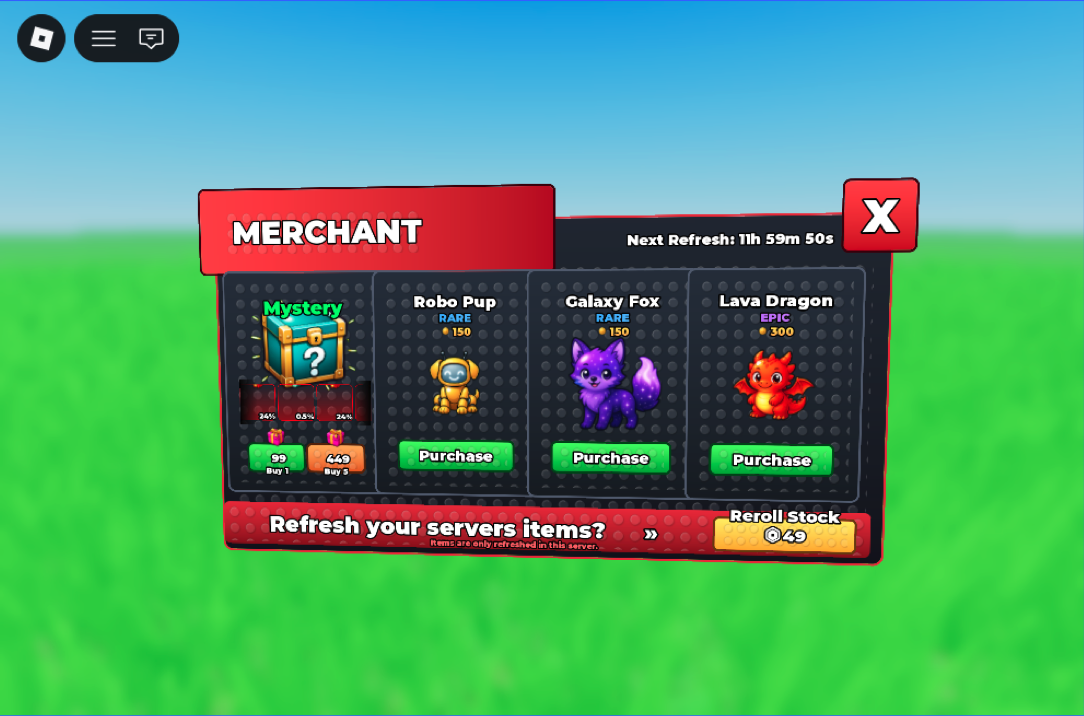 MERCHANT
Next Refresh: 11h 59m 50s
X
Mystery
?
24%
0.5%
24%
99
Buy 1
449
Buy 5
Robo Pup
RARE
150
Purchase
Galaxy Fox
RARE
150
Purchase
Lava Dragon
EPIC
300
Purchase
Refresh your servers items?
»
Items are only refreshed in this server.
Reroll Stock
49